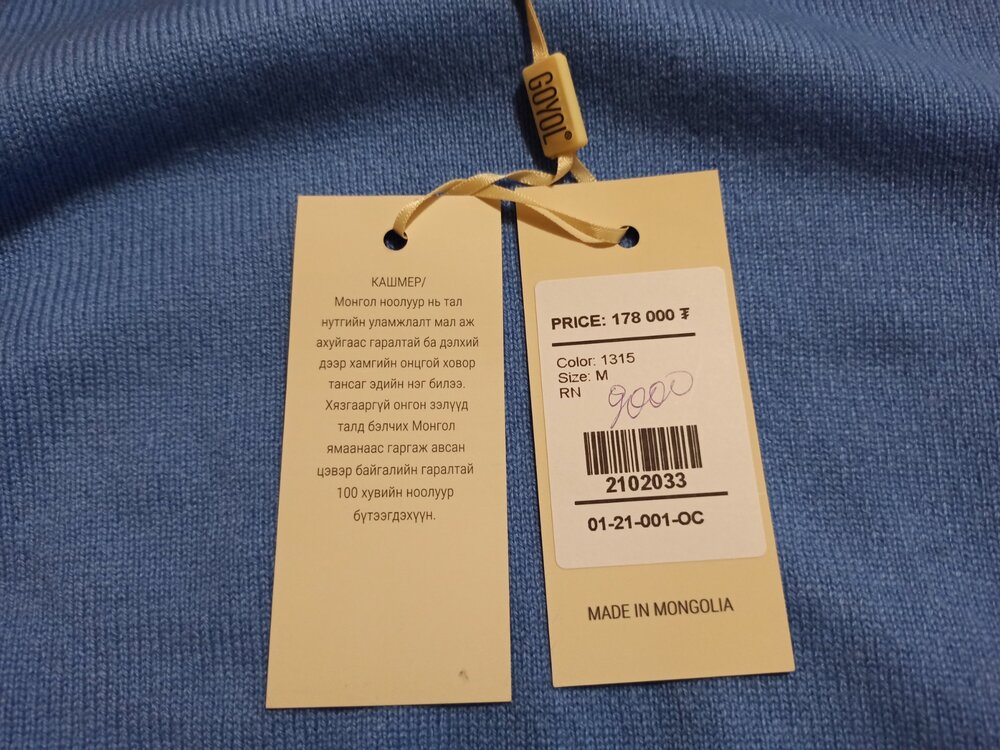 GOYOL®
КАШМЕР/
Монгол ноолуур нь тал
нутгийн уламжлалт мал аж
ахуйгаас гаралтай ба дэлхий
дээр хамгийн онцгой ховор
тансаг эдийн нэг билээ.
Хязгааргүй онгон зэлүүд
талд бэлчих Монгол
ямаанаас гаргаж авсан
цэвэр байгалийн гаралтай
100 хувийн ноолуур
бүтээгдэхүүн.
PRICE: 178 000 ₮
Color: 1315
Size: M
RN
9000
2102033
01-21-001-OC
MADE IN MONGOLIA